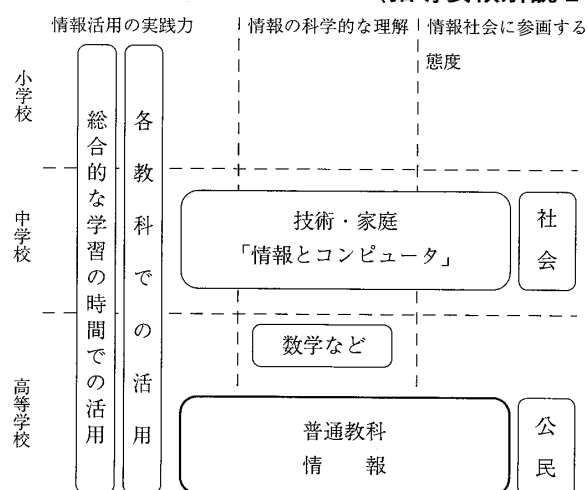 情報活用の実践力
情報の科学的な理解
情報社会に参画する
態度
小学校
中学校
高等学校
総合的な学習の時間での活用
各教科での活用
技術・家庭
「情報とコンピュータ」
社会
数学など
普通教科
情 報
公民